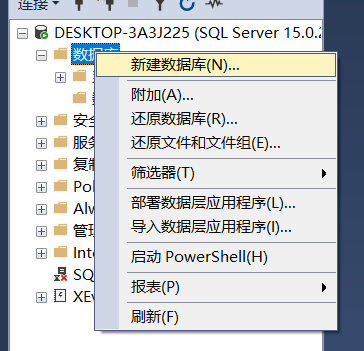 连接
DESKTOP-3A3J225 (SQL Server 15.0.2
数据库
新建数据库(N)...
附加(A)...
还原数据库(R)...
还原文件和文件组(E)...
筛选器(T)
部署数据层应用程序(L)...
导入数据层应用程序(I)...
启动 PowerShell(H)
报表(P)
刷新(F)
安全
服务
复制
Pol
Alw
管理
Inte
SQ
XEv